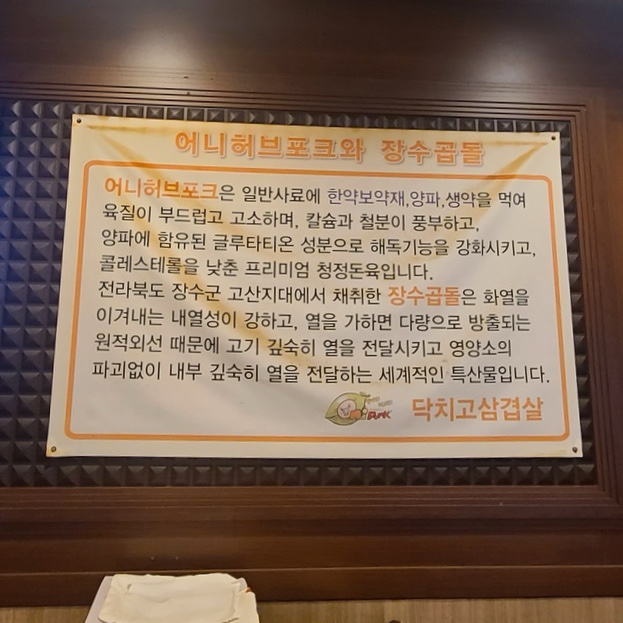 어니허브포크와 장수곱돌
어니허브포크은 일반사료에 한약보약재,양파,생약을 먹여
육질이 부드럽고 고소하며, 칼슘과 철분이 풍부하고,
양파에 함유된 글루타티온 성분으로 해독기능을 강화시키고,
콜레스테롤을 낮춘 프리미엄 청정돈육입니다.
전라북도 장수군 고산지대에서 채취한 장수곱돌은 화열을
이겨내는 내열성이 강하고, 열을 가하면 다량으로 방출되는
원적외선 때문에 고기 깊숙히 열을 전달시키고 영양소의
파괴없이 내부 깊숙히 열을 전달하는 세계적인 특산물입니다.
닥치고삼겹살